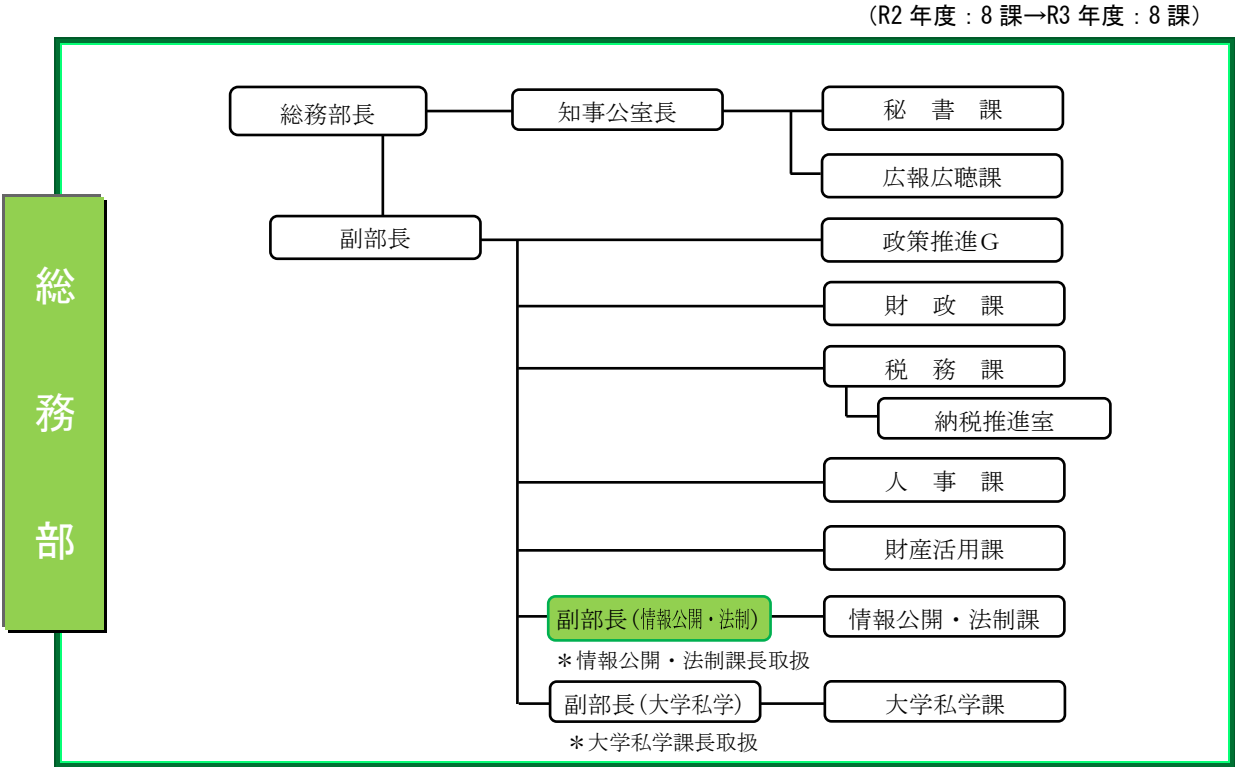 （R2 年度：8 課→R3 年度：8 課）
総務部
総務部長
知事公室長
秘　書　課
広報広聴課
副部長
政策推進Ｇ
財　政　課
税　務　課
納税推進室
人　事　課
財産活用課
副部長(情報公開・法制)
情報公開・法制課
＊情報公開・法制課長取扱
副部長(大学私学)
大学私学課
＊大学私学課長取扱